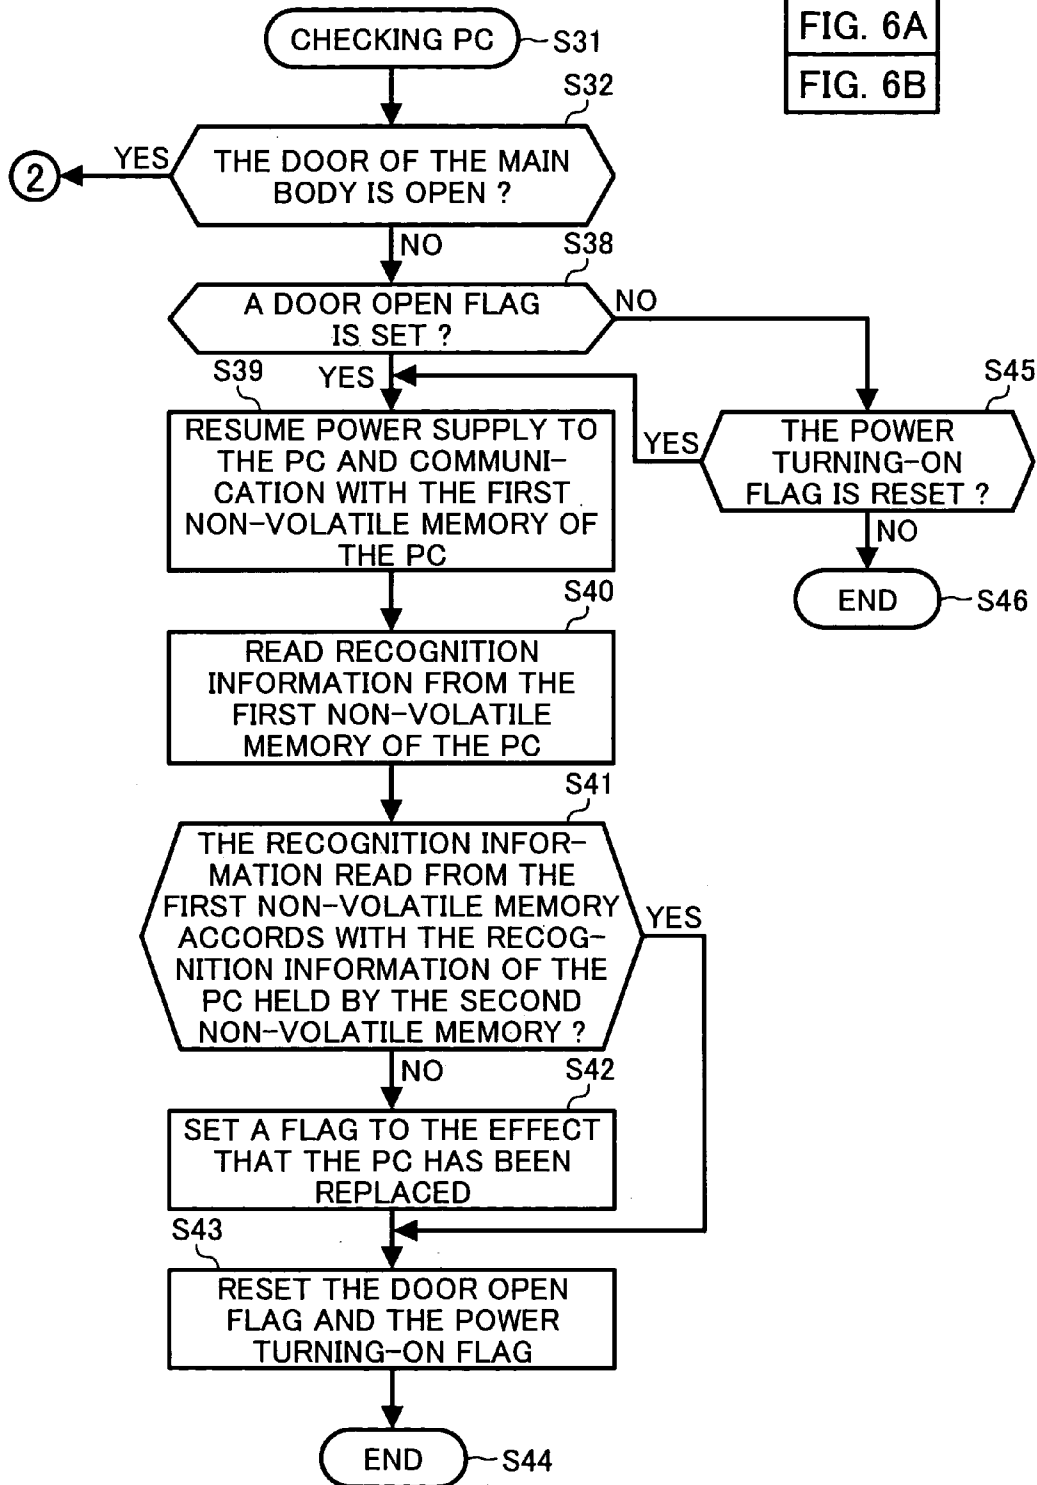 FIG. 6A
FIG. 6B
CHECKING PC
S31
S32
THE DOOR OF THE MAIN
BODY IS OPEN ?
YES
2
NO
S38
A DOOR OPEN FLAG
IS SET ?
NO
YES
S39
RESUME POWER SUPPLY TO
THE PC AND COMMUNI-
CATION WITH THE FIRST
NON-VOLATILE MEMORY OF
THE PC
S45
THE POWER
TURNING-ON
FLAG IS RESET ?
YES
NO
END
S46
S40
READ RECOGNITION
INFORMATION FROM THE
FIRST NON-VOLATILE
MEMORY OF THE PC
S41
THE RECOGNITION INFOR-
MATION READ FROM THE
FIRST NON-VOLATILE MEMORY
ACCORDS WITH THE RECOG-
NITION INFORMATION OF THE
PC HELD BY THE SECOND
NON-VOLATILE MEMORY ?
YES
NO
S42
SET A FLAG TO THE EFFECT
THAT THE PC HAS BEEN
REPLACED
S43
RESET THE DOOR OPEN
FLAG AND THE POWER
TURNING-ON FLAG
END
S44